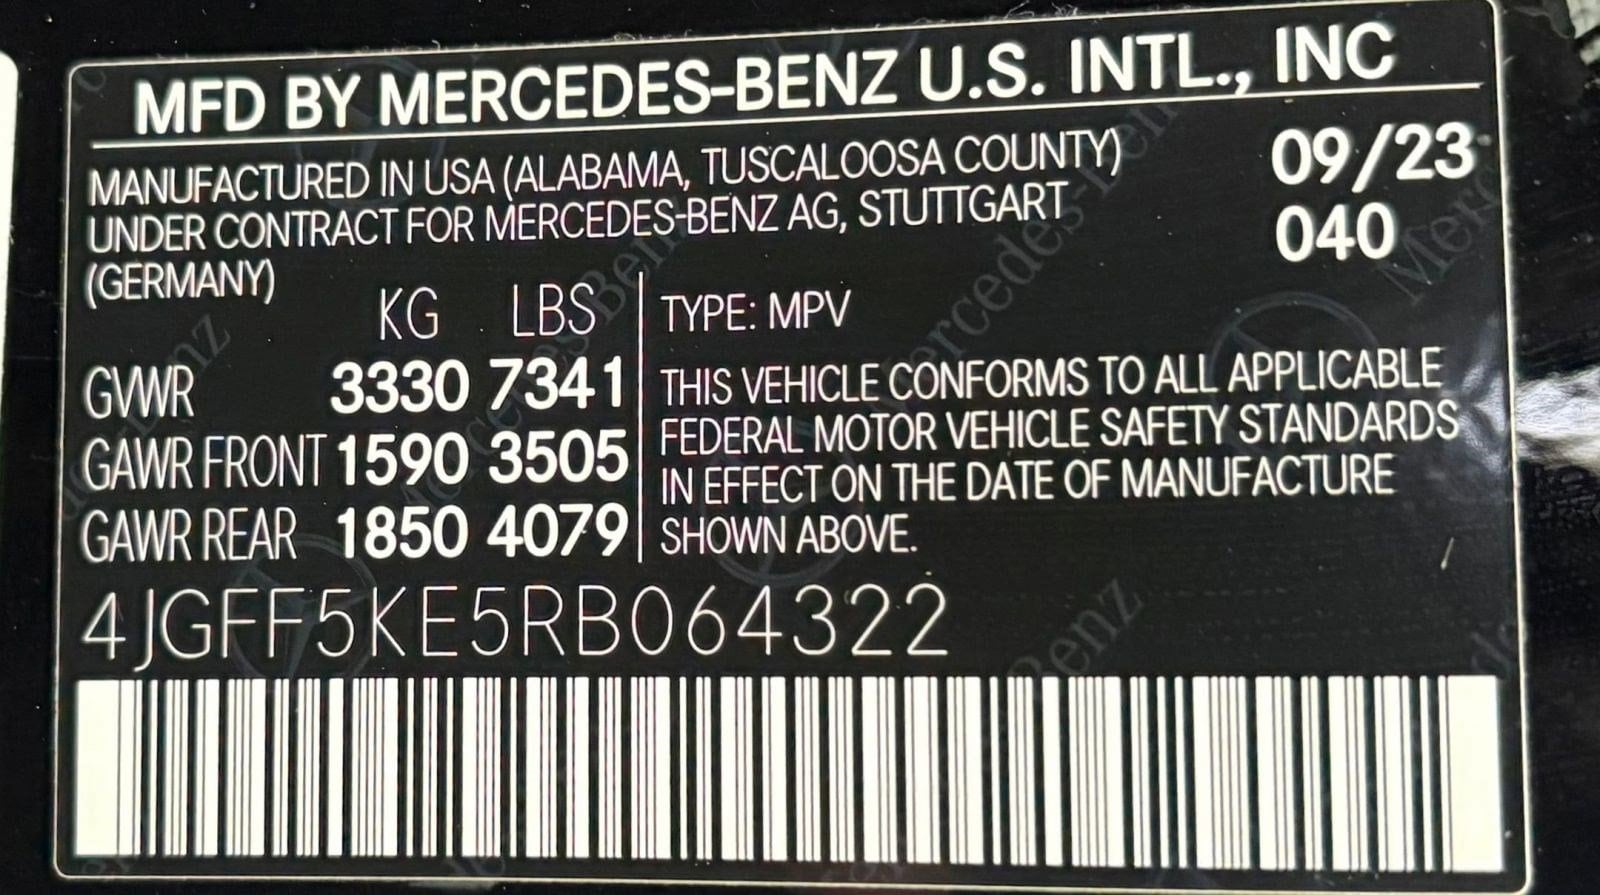 MFD BY MERCEDES-BENZ U.S. INTL., INC
MANUFACTURED IN USA (ALABAMA, TUSCALOOSA COUNTY)
UNDER CONTRACT FOR MERCEDES-BENZ AG, STUTTGART
(GERMANY)
09/23
040
KG LBS
GVWR 3330 7341
GAWR FRONT 1590 3505
GAWR REAR 1850 4079
TYPE: MPV
THIS VEHICLE CONFORMS TO ALL APPLICABLE
FEDERAL MOTOR VEHICLE SAFETY STANDARDS
IN EFFECT ON THE DATE OF MANUFACTURE
SHOWN ABOVE.
4JGFF5KE5RB064322